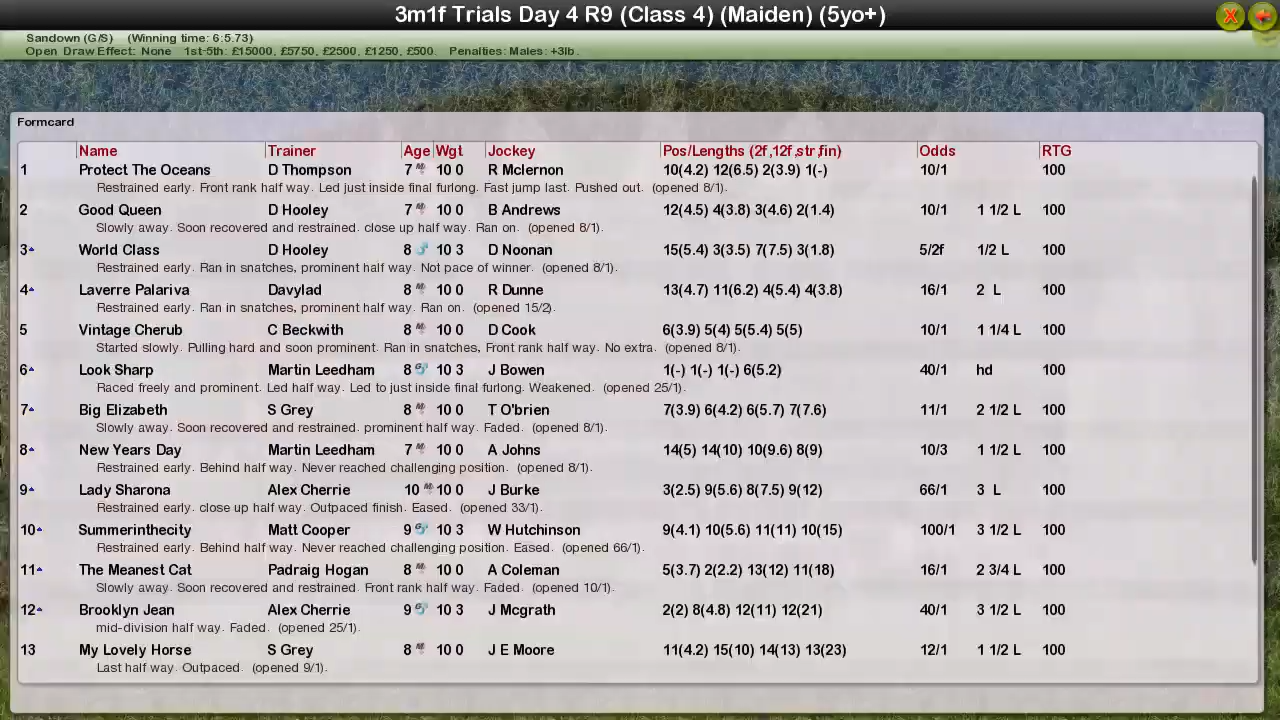 3m1f Trials Day 4 R9 (Class 4) (Maiden) (5yo+)
Sandown (G/S) (Winning time: 6:5.73)
Open Draw Effect: None 1st-5th: £15000, £5750, £2500, £1250, £500. Penalties: Males: +3lb.
Formcard
Name Trainer Age Wgt Jockey Pos/Lengths (2f,12f,str,fin) Odds RTG
1 Protect The Oceans D Thompson 7 10 0 R Mclernon 10(4.2) 12(6.5) 2(3.9) 1(-) 10/1 100
Restrained early. Front rank half way. Led just inside final furlong. Fast jump last. Pushed out. (opened 8/1).
2 Good Queen D Hooley 7 10 0 B Andrews 12(4.5) 4(3.8) 3(4.6) 2(1.4) 10/1 1 1/2 L 100
Slowly away. Soon recovered and restrained. close up half way. Ran on. (opened 8/1).
3 World Class D Hooley 8 10 3 D Noonan 15(5.4) 3(3.5) 7(7.5) 3(1.8) 5/2f 1/2 L 100
Restrained early. Ran in snatches, prominent half way. Not pace of winner. (opened 8/1).
4 Laverre Palariva Davylad 8 10 0 R Dunne 13(4.7) 11(6.2) 4(5.4) 4(3.8) 16/1 2 L 100
Restrained early. Ran in snatches, prominent half way. Ran on. (opened 15/2).
5 Vintage Cherub C Beckwith 8 10 0 D Cook 6(3.9) 5(4) 5(5.4) 5(5) 10/1 1 1/4 L 100
Started slowly. Pulling hard and soon prominent. Ran in snatches, Front rank half way. No extra. (opened 8/1).
6 Look Sharp Martin Leedham 8 10 3 J Bowen 1(-) 1(-) 1(-) 6(5.2) 40/1 hd 100
Raced freely and prominent. Led half way. Led to just inside final furlong. Weakened. (opened 25/1).
7 Big Elizabeth S Grey 8 10 0 T O'brien 7(3.9) 6(4.2) 6(5.7) 7(7.6) 11/1 2 1/2 L 100
Slowly away. Soon recovered and restrained. prominent half way. Faded. (opened 8/1).
8 New Years Day Martin Leedham 7 10 0 A Johns 14(5) 14(10) 10(9.6) 8(9) 10/3 1 1/2 L 100
Restrained early. Behind half way. Never reached challenging position. (opened 8/1).
9 Lady Sharona Alex Cherrie 10 10 0 J Burke 3(2.5) 9(5.6) 8(7.5) 9(12) 66/1 3 L 100
Restrained early. close up half way. Outpaced finish. Eased. (opened 33/1).
10 Summerinthecity Matt Cooper 9 10 3 W Hutchinson 9(4.1) 10(5.6) 11(11) 10(15) 100/1 3 1/2 L 100
Restrained early. Behind half way. Never reached challenging position. Eased. (opened 66/1).
11 The Meanest Cat Padraig Hogan 8 10 0 A Coleman 5(3.7) 2(2.2) 13(12) 11(18) 16/1 2 3/4 L 100
Slowly away. Soon recovered and restrained. Front rank half way. Faded. (opened 10/1).
12 Brooklyn Jean Alex Cherrie 9 10 3 J Mcgrath 2(2) 8(4.8) 12(11) 12(21) 40/1 3 1/2 L 100
mid-division half way. Faded. (opened 25/1).
13 My Lovely Horse S Grey 8 10 0 J E Moore 11(4.2) 15(10) 14(13) 13(23) 12/1 1 1/2 L 100
Last half way. Outpaced. (opened 9/1).